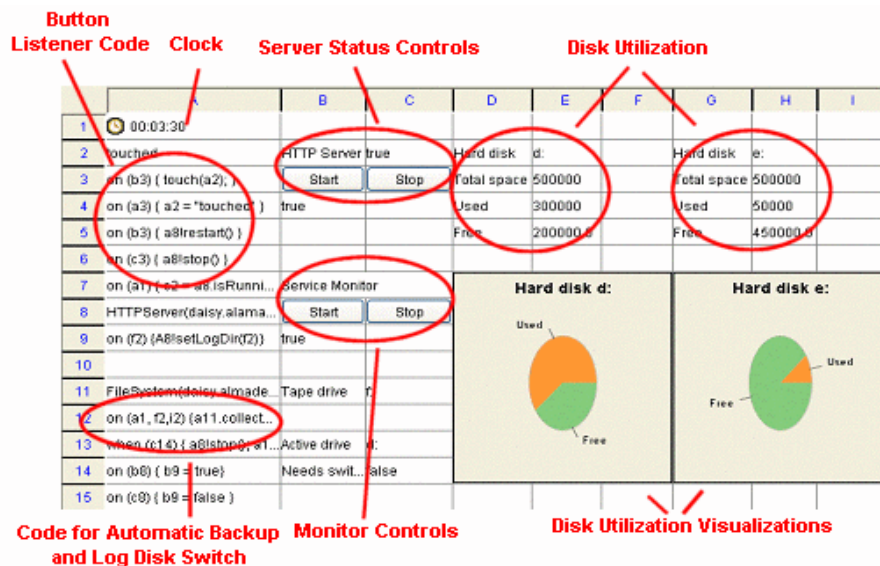 Button
Listener Code
Clock
Server Status Controls
Disk Utilization
A B C D E F G H I
1 00:03:30
2 touched HTTP Server true Hard disk d: Hard disk e:
3 on (b3) { touch(a2); } Start Stop Total space 500000 Total space 500000
4 on (a3) { a2 = "touched" } true Used 300000 Used 50000
5 on (b3) { a8!restart() } Free 200000.0 Free 450000.0
6 on (c3) { a8!stop() }
7 on (a1) { c2 = a8.isRunni... Service Monitor
8 HTTPServer(daisy.alama... Start Stop
9 on (f2) {A8!setLogDir(f2)} true
10
11 FileSystem(daisy.almade... Tape drive f:
12 on (a1, f2,i2) {a11.collect...
13 when (c14) { a8!stop(); a1... Active drive d:
14 on (b8) { b9 = true} Needs swit... false
15 on (c8) { b9 = false }
Hard disk d:
Used
Free
Hard disk e:
Used
Free
Code for Automatic Backup
and Log Disk Switch
Monitor Controls
Disk Utilization Visualizations